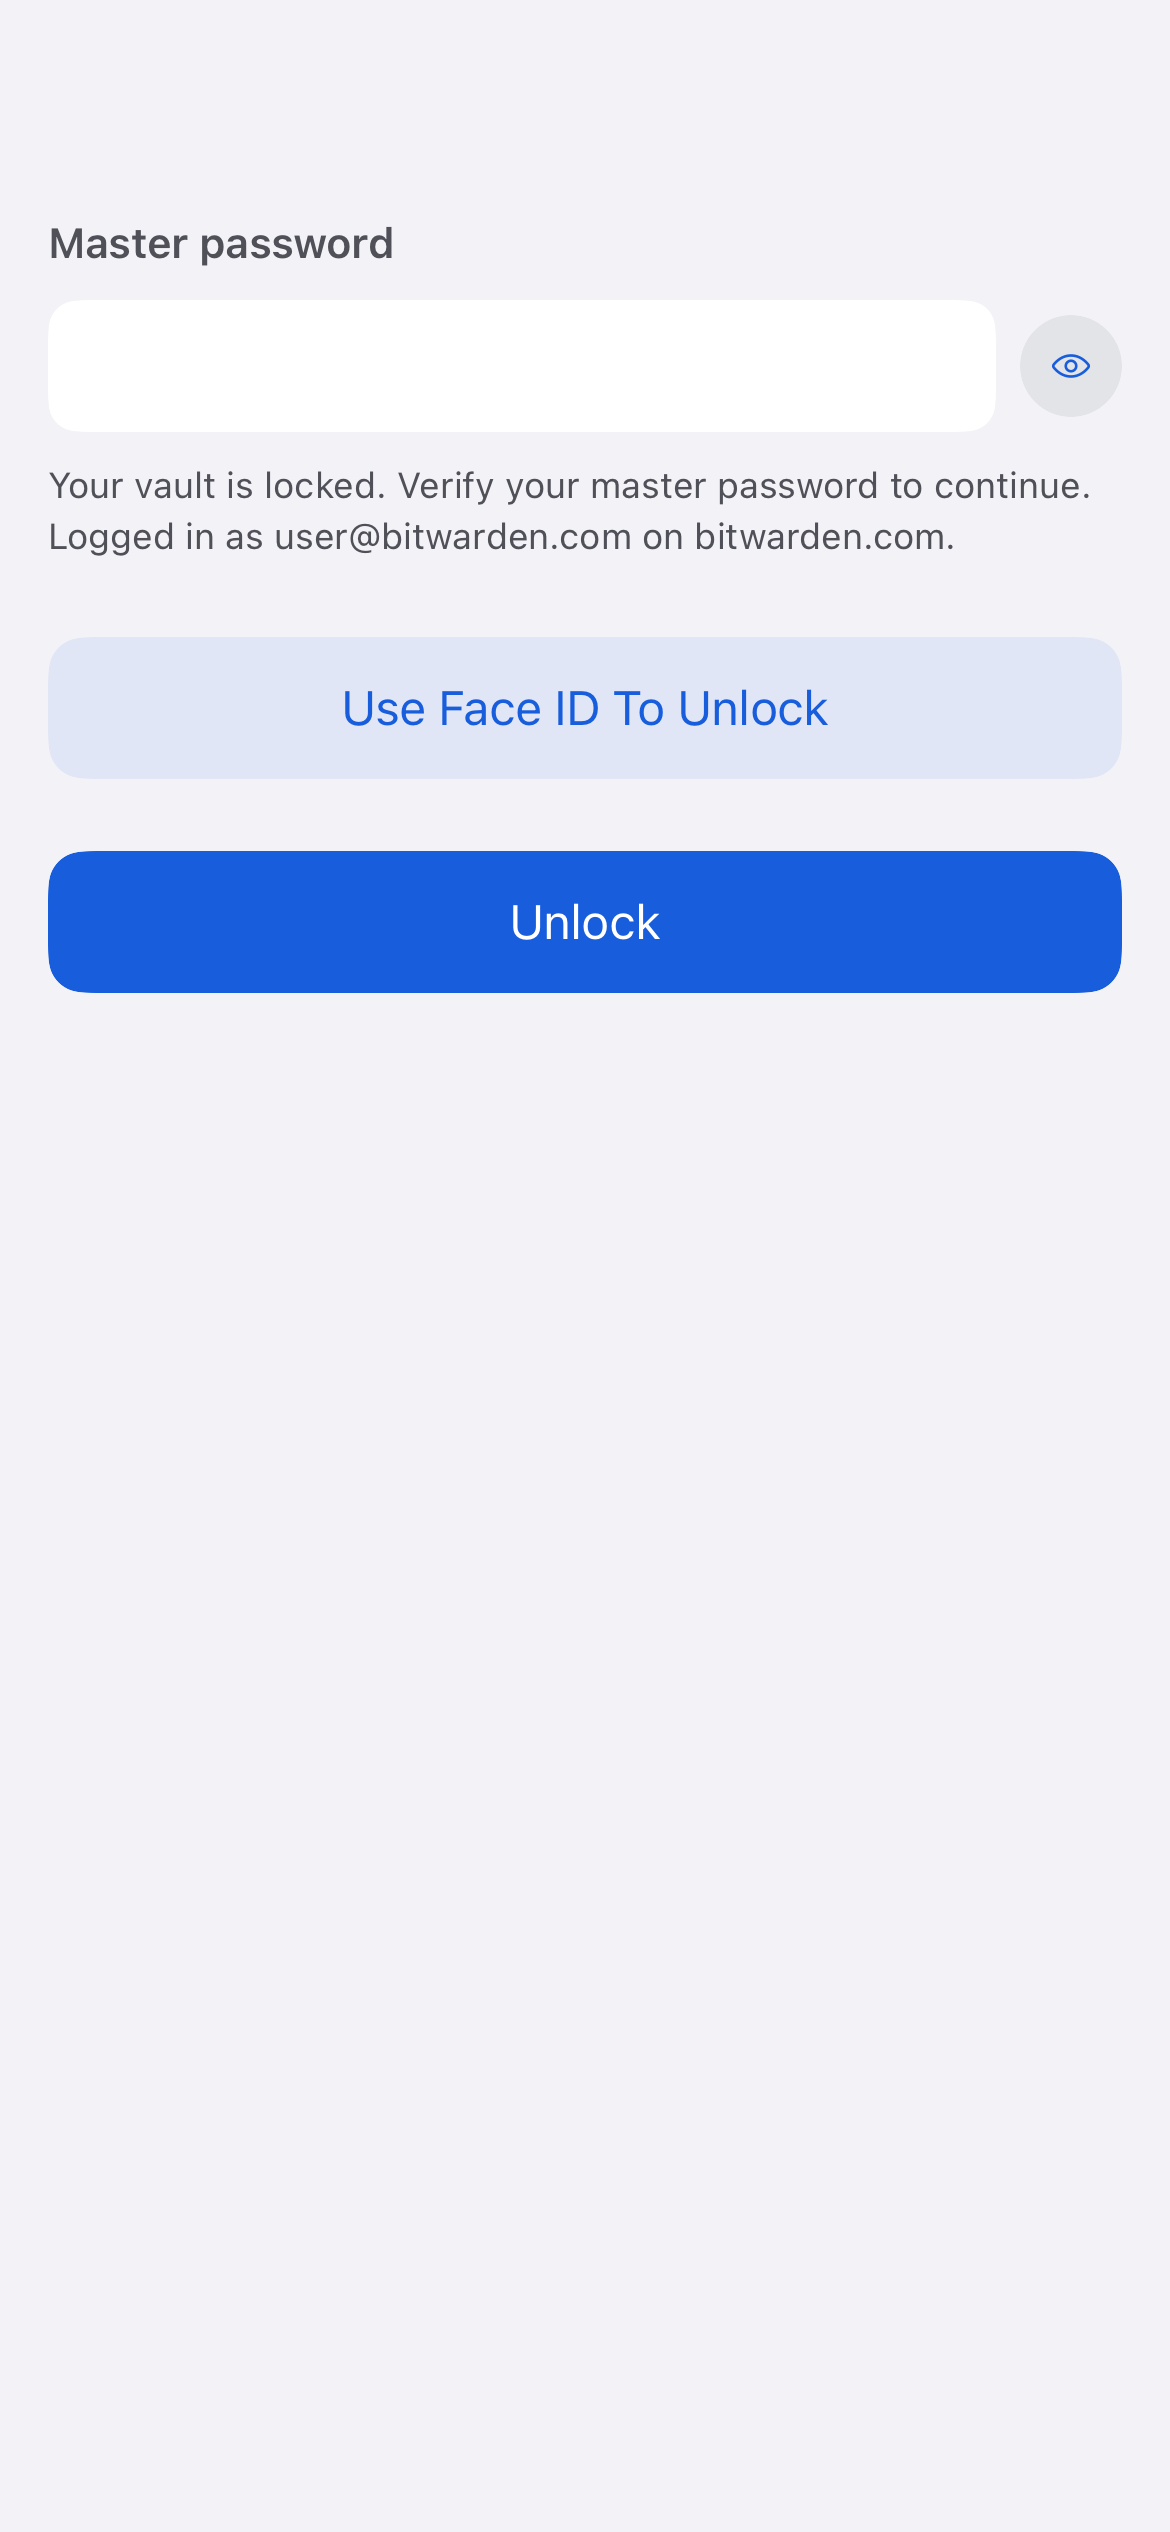 Master password
Your vault is locked. Verify your master password to continue.
Logged in as user@bitwarden.com on bitwarden.com.
Use Face ID To Unlock
Unlock